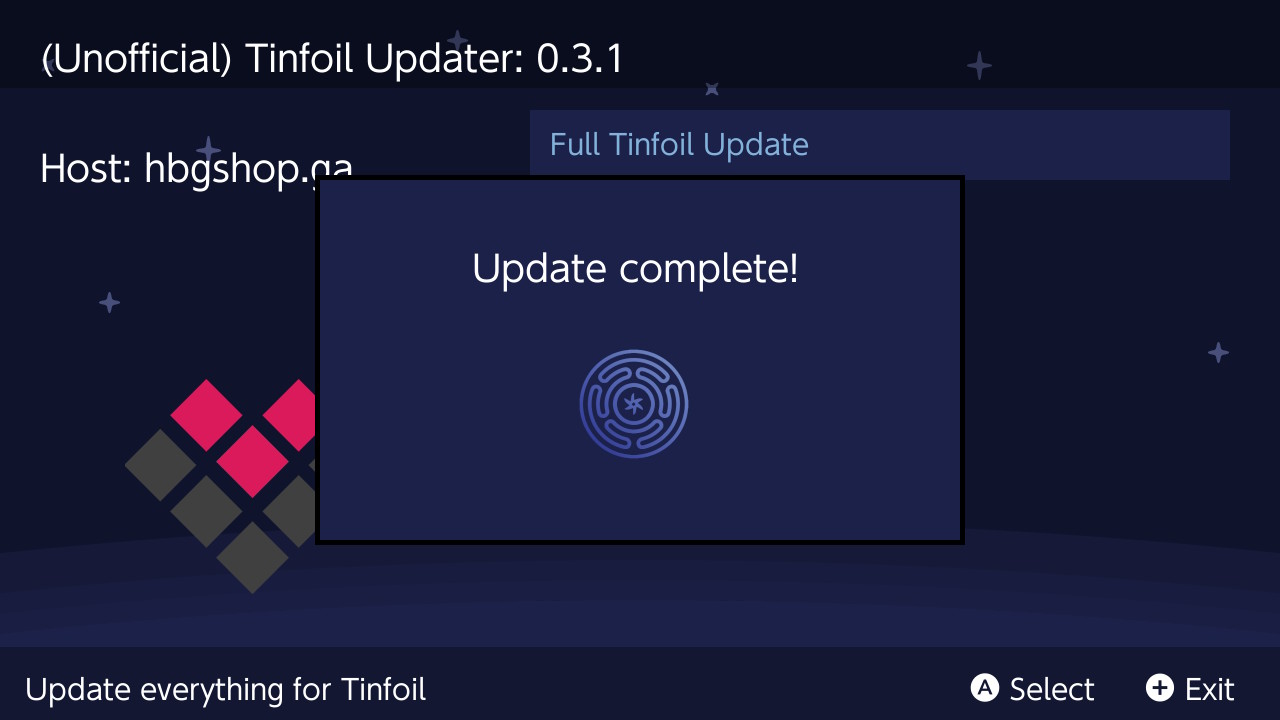 (Unofficial) Tinfoil Updater: 0.3.1
Host: hbgshop.ga
Full Tinfoil Update
Update complete!
Update everything for Tinfoil
A Select
+ Exit